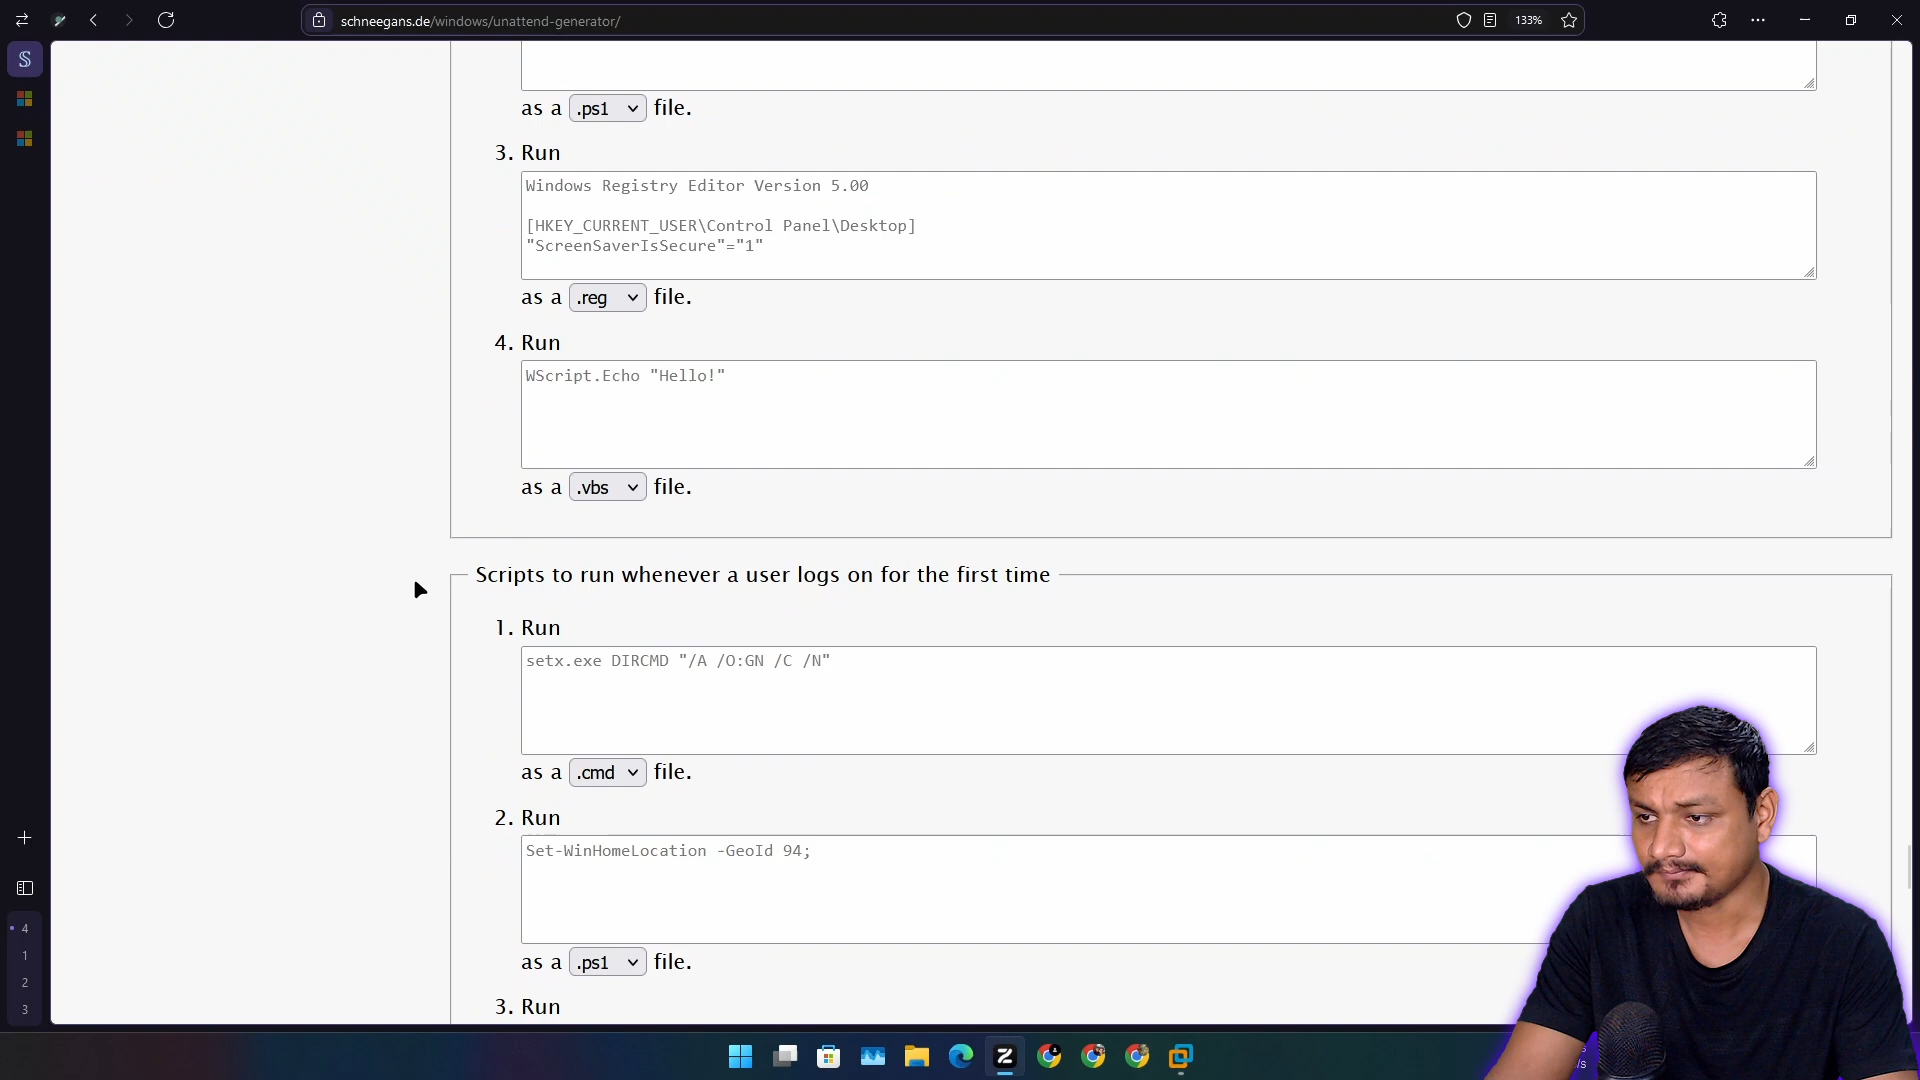 schneegans.de/windows/unattend-generator/
133%
as a .ps1 file.
3. Run
Windows Registry Editor Version 5.00
[HKEY_CURRENT_USER\Control Panel\Desktop]
"ScreenSaverIsSecure"="1"
as a .reg file.
4. Run
WScript.Echo "Hello!"
as a .vbs file.
Scripts to run whenever a user logs on for the first time
1. Run
setx.exe DIRCMD "/A /O:GN /C /N"
as a .cmd file.
2. Run
Set-WinHomeLocation -GeoId 94;
as a .ps1 file.
3. Run
4
1
2
3